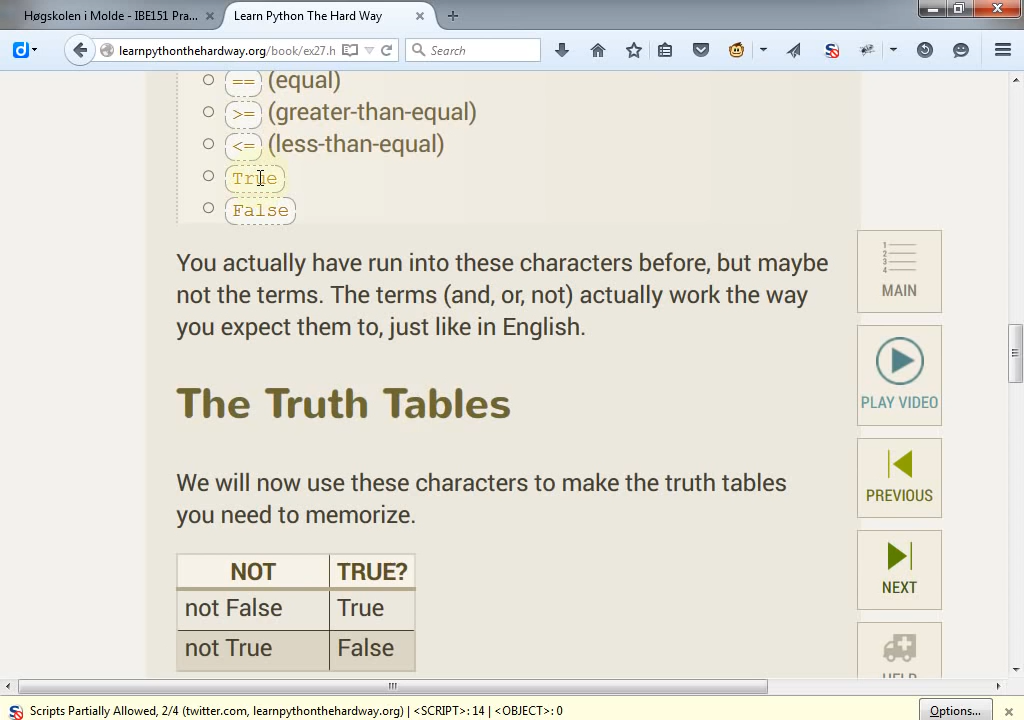 Høgskolen i Molde - IBE151 Pra...
Learn Python The Hard Way
learnpythonthehardway.org/book/ex27.h
Search
== (equal)
>= (greater-than-equal)
<= (less-than-equal)
True
False
You actually have run into these characters before, but maybe
not the terms. The terms (and, or, not) actually work the way
you expect them to, just like in English.
The Truth Tables
We will now use these characters to make the truth tables
you need to memorize.
NOT TRUE?
not False True
not True False
MAIN
PLAY VIDEO
PREVIOUS
NEXT
HELP
Scripts Partially Allowed, 2/4 (twitter.com, learnpythonthehardway.org) | <SCRIPT>: 14 | <OBJECT>: 0
Options...